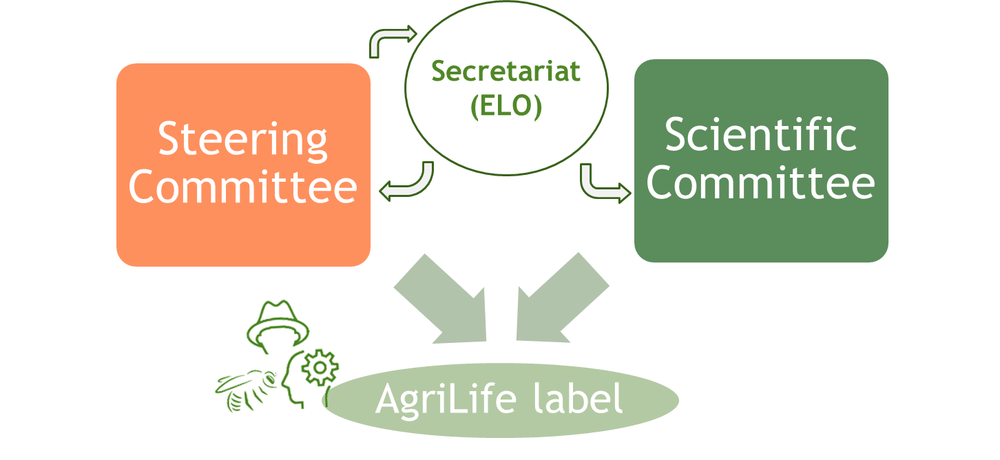 Secretariat
(ELO)
Steering
Committee
Scientific
Committee
AgriLife label